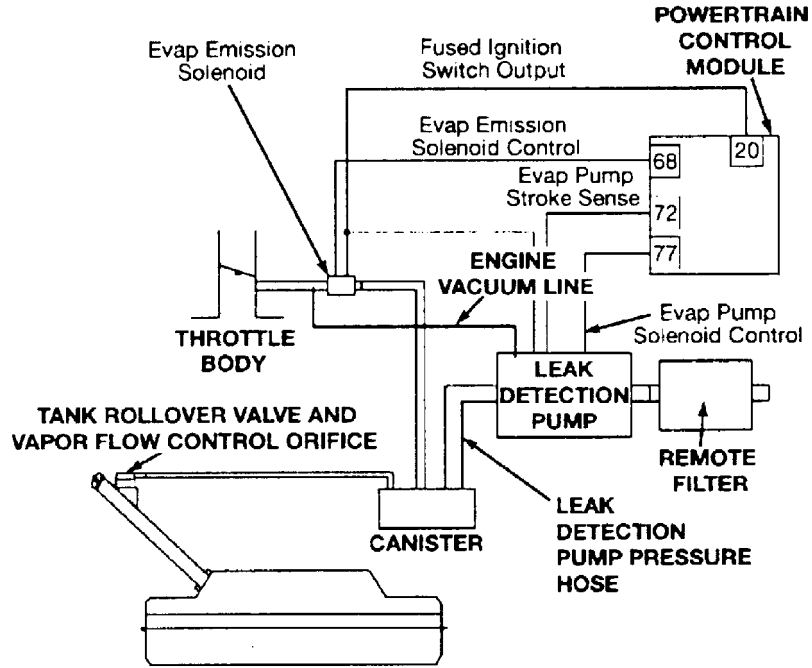 POWERTRAIN
CONTROL
MODULE
Evap Emission
Solenoid
Fused Ignition
Switch Output
Evap Emission
Solenoid Control
20
68
Evap Pump
Stroke Sense
72
77
ENGINE
VACUUM LINE
THROTTLE
BODY
Evap Pump
Solenoid Control
LEAK
DETECTION
PUMP
TANK ROLLOVER VALVE AND
VAPOR FLOW CONTROL ORIFICE
REMOTE
FILTER
CANISTER
LEAK
DETECTION
PUMP PRESSURE
HOSE